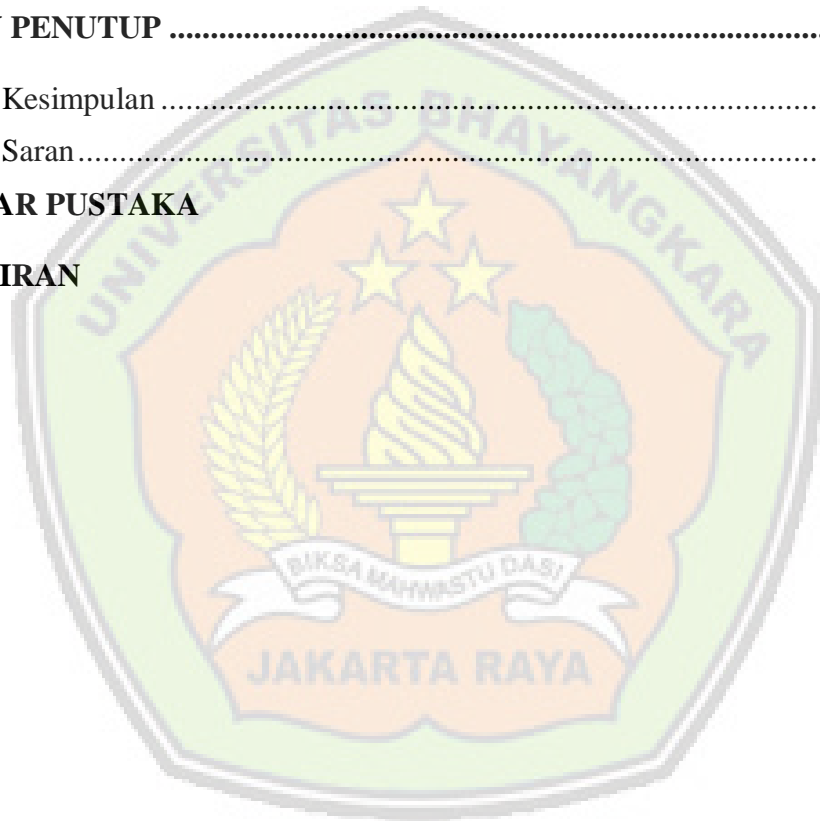 PENUTUP ................................................................................
Kesimpulan ................................................................................
Saran ................................................................................
AR PUSTAKA
IRAN
UNIVERSITAS BHAYANGKARA
BIKSA MAHWASTU DASI
JAKARTA RAYA